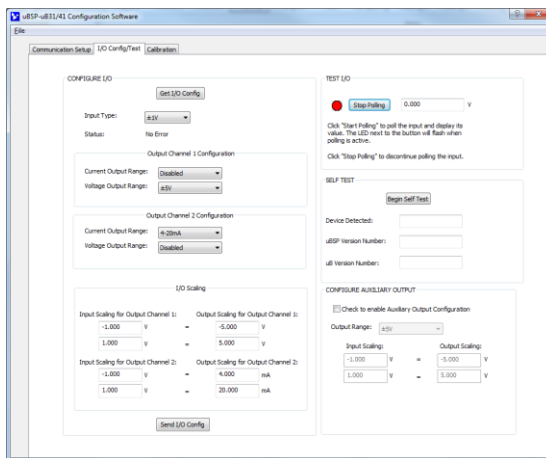 uBSP-uB31/41 Configuration Software
File
Communication Setup
I/O Config/Test
Calibration
CONFIGURE I/O
Get I/O Config
Input Type: ±1V
Status: No Error
Output Channel 1 Configuration
Current Output Range: Disabled
Voltage Output Range: ±5V
Output Channel 2 Configuration
Current Output Range: 4-20mA
Voltage Output Range: Disabled
I/O Scaling
Input Scaling for Output Channel 1: Output Scaling for Output Channel 1:
-1.000 V = -5.000 V
1.000 V = 5.000 V
Input Scaling for Output Channel 2: Output Scaling for Output Channel 2:
-1.000 V = 4.000 mA
1.000 V = 20.000 mA
Send I/O Config
TEST I/O
Stop Polling 0.000 V
Click "Start Polling" to poll the input and display its
value. The LED next to the button will flash when
polling is active.
Click "Stop Polling" to discontinue polling the input.
SELF TEST
Begin Self Test
Device Detected:
uBSP Version Number:
uB Version Number:
CONFIGURE AUXILIARY OUTPUT
Check to enable Auxiliary Output Configuration
Output Range: ±5V
Input Scaling: Output Scaling:
-1.000 V = -5.000 V
1.000 V = 5.000 V